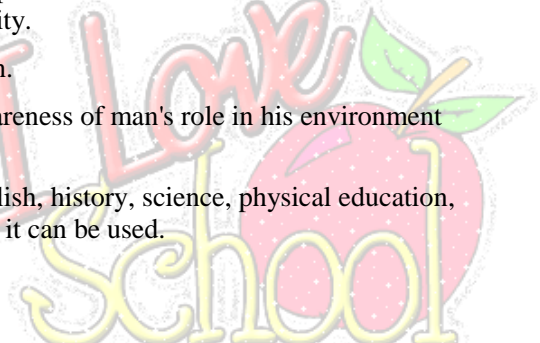 ity.
n.
areness of man's role in his environment
lish, history, science, physical education,
it can be used.
I Love
School